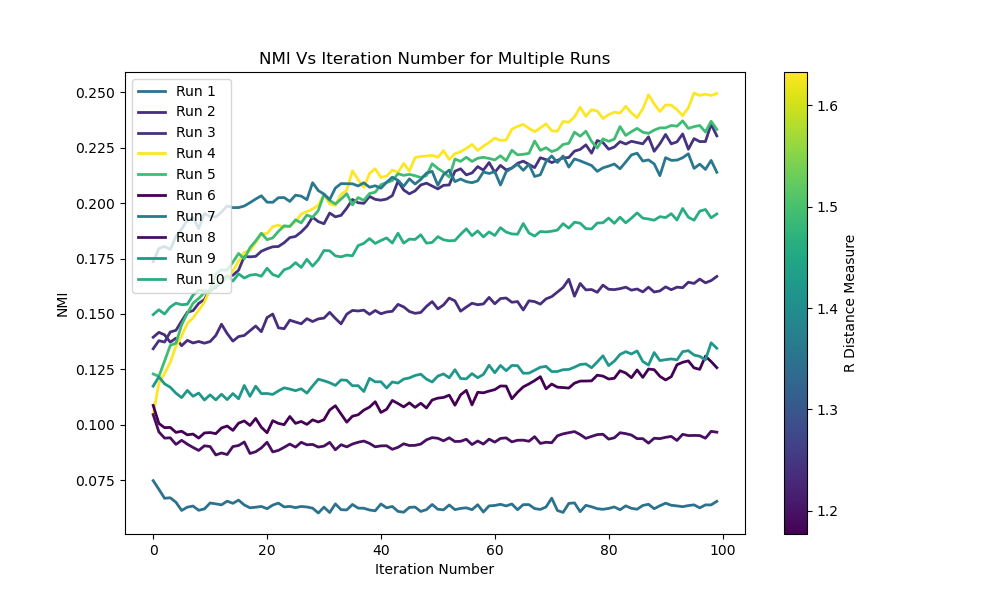 NMI Vs Iteration Number for Multiple Runs
0.250
0.225
0.200
0.175
0.150
0.125
0.100
0.075
NMI
Run 1
Run 2
Run 3
Run 4
Run 5
Run 6
Run 7
Run 8
Run 9
Run 10
0
20
40
60
80
100
Iteration Number
1.6
1.5
1.4
1.3
1.2
R Distance Measure